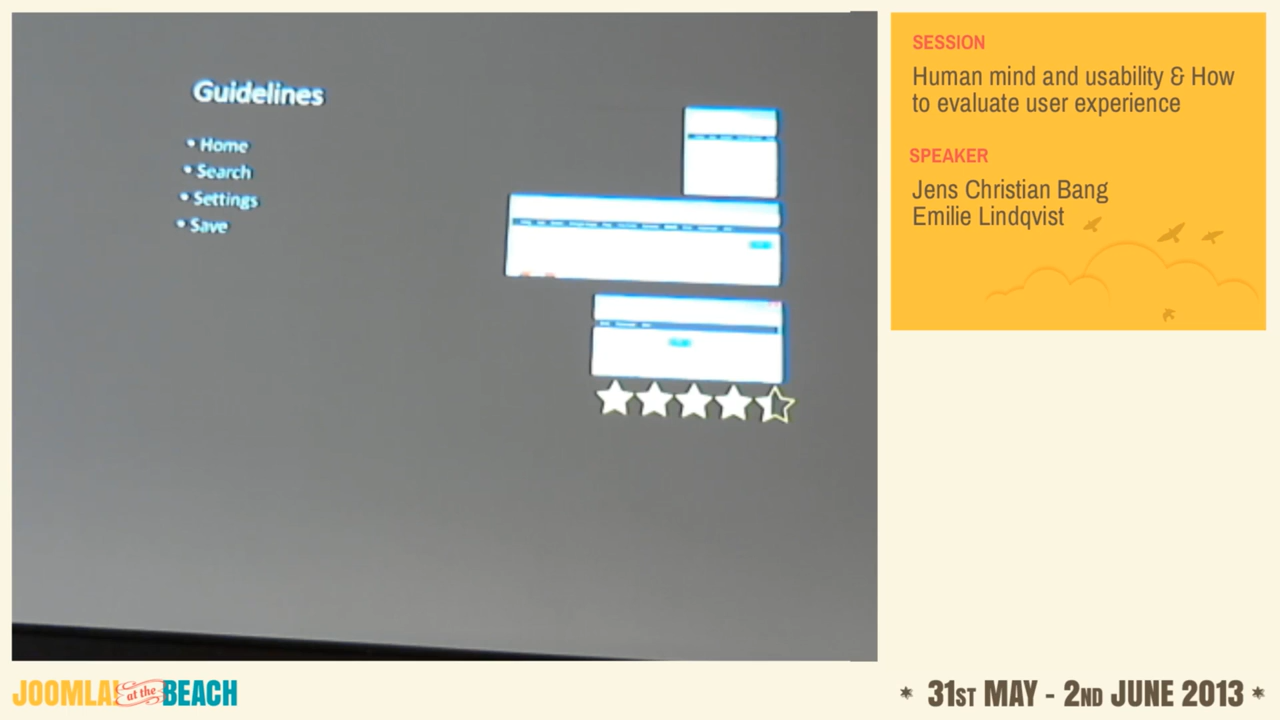 Guidelines
• Home
• Search
• Settings
• Save
SESSION
Human mind and usability & How
to evaluate user experience
SPEAKER
Jens Christian Bang
Emilie Lindqvist
JOOMLA! at the BEACH
* 31ST MAY - 2ND JUNE 2013 *